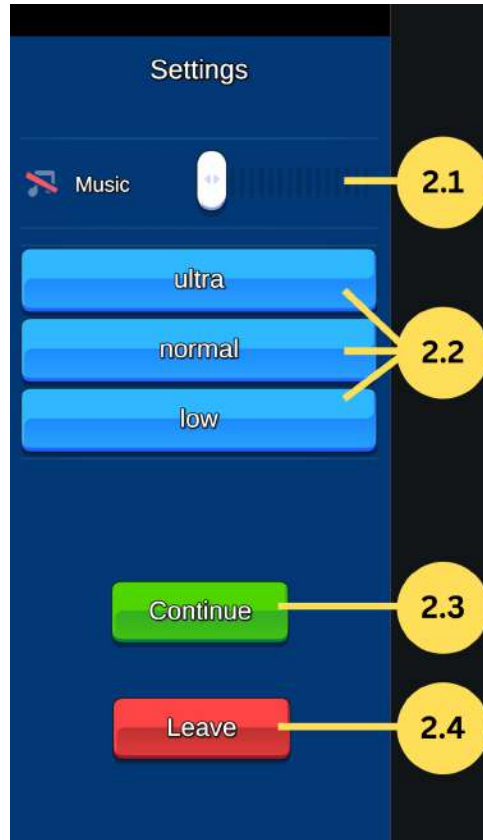 Settings
Music
2.1
ultra
normal
2.2
low
Continue
2.3
Leave
2.4